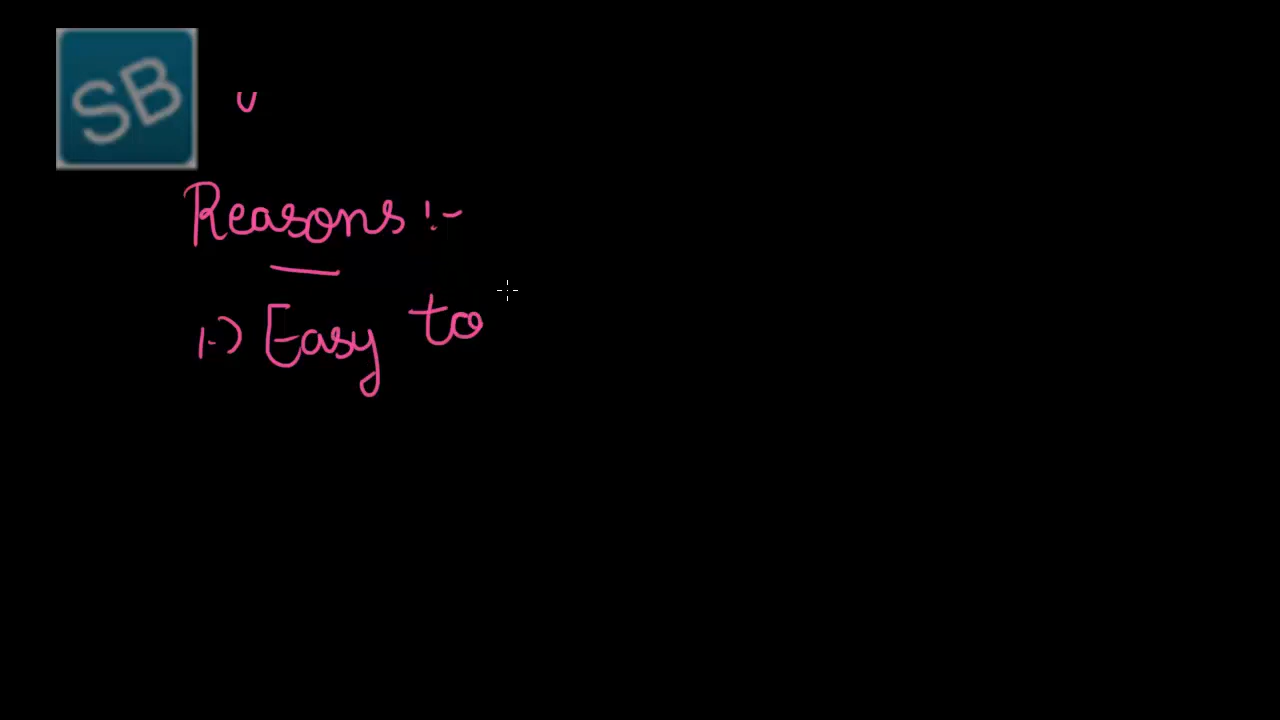 SB
υ
Reasons :-
1.) Easy to